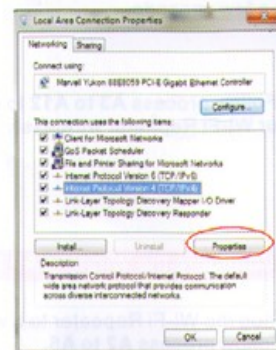 Local Area Connection Properties
Networking Sharing
Connect using:
Marvell Yukon 88E8059 PCI-E Gigabit Ethernet Controller
Configure...
This connection uses the following items:
Client for Microsoft Networks
QoS Packet Scheduler
File and Printer Sharing for Microsoft Networks
Internet Protocol Version 6 (TCP/IPv6)
Internet Protocol Version 4 (TCP/IPv4)
Link-Layer Topology Discovery Mapper I/O Driver
Link-Layer Topology Discovery Responder
Install... Uninstall Properties
Description
Transmission Control Protocol/Internet Protocol. The default
wide area network protocol that provides communication
across diverse interconnected networks.
OK Cancel